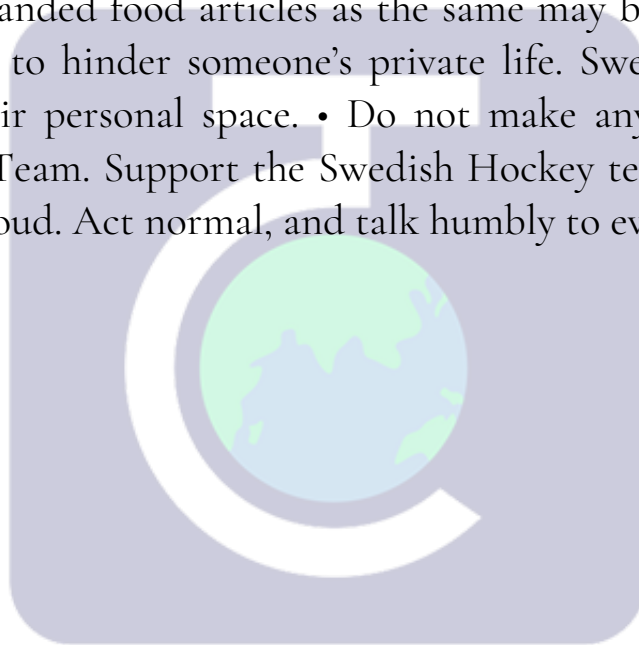 anded food articles as the same may b
to hinder someone’s private life. Swe
ir personal space. • Do not make any
Team. Support the Swedish Hockey te
oud. Act normal, and talk humbly to ev